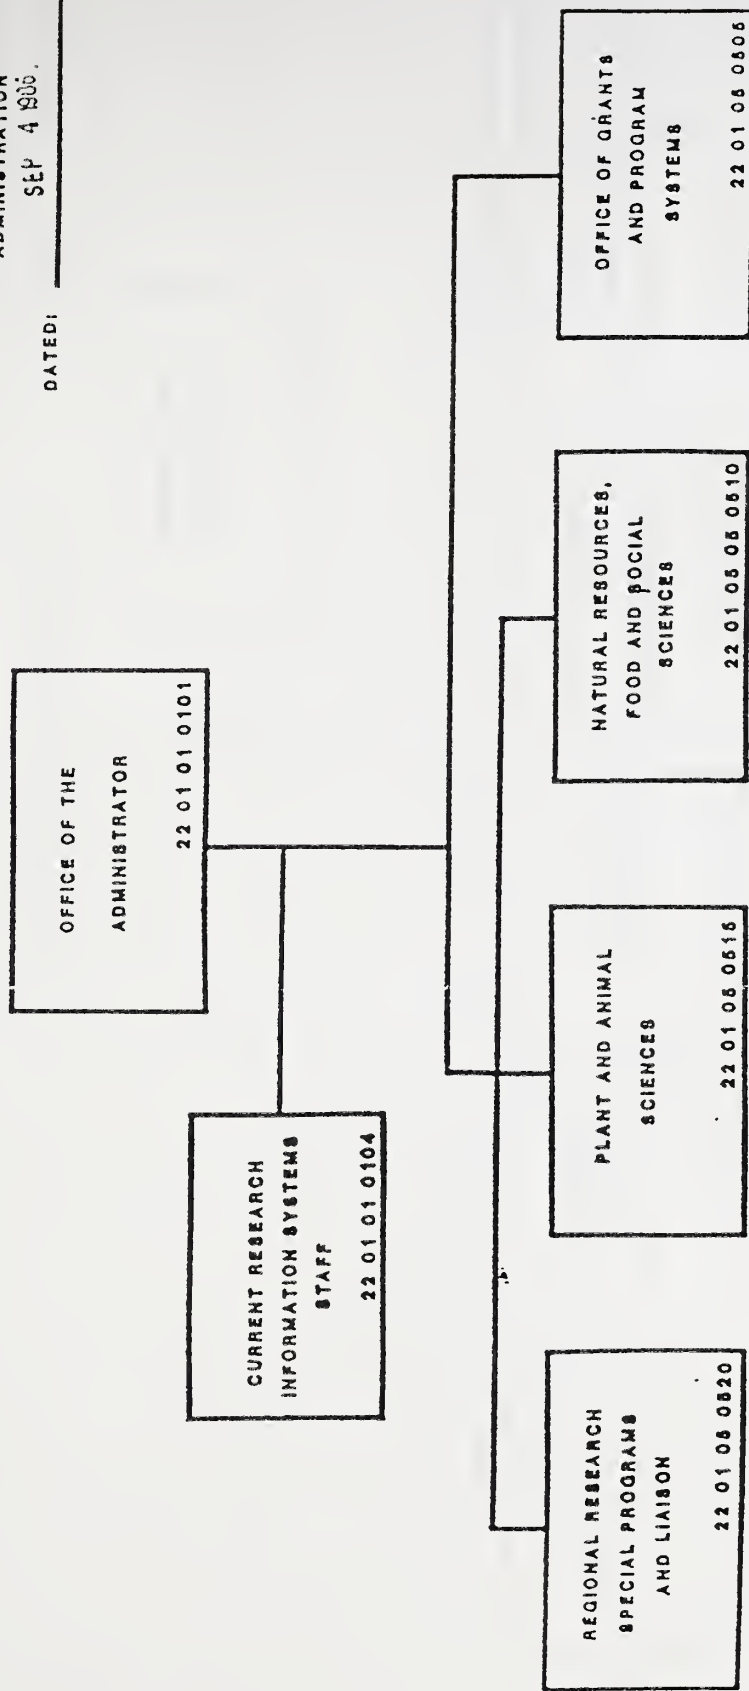 ADMINISTRATION
SEP 4
DATED:
OFFICE OF THE
ADMINISTRATOR
22 01 01 0101
CURRENT RESEARCH
INFORMATION SYSTEMS
STAFF
22 01 01 0104
REGIONAL RESEARCH
SPECIAL PROGRAMS
AND LIAISON
22 01 05 0520
PLANT AND ANIMAL
SCIENCES
22 01 05 0515
NATURAL RESOURCES,
FOOD AND SOCIAL
SCIENCES
22 01 05 05 0510
OFFICE OF GRANTS
AND PROGRAM
SYSTEMS
22 01 05 0505